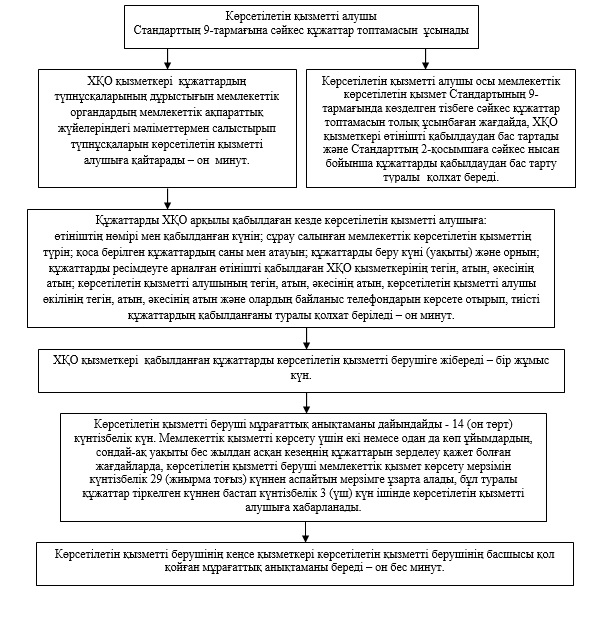 Көрсетілетін қызметті алушы
Стандарттың 9-тармағына сәйкес құжаттар топтамасын ұсынады
ХҚО қызметкері құжаттардың
түпнұсқаларының дұрыстығын мемлекеттік
органдардың мемлекеттік ақпараттық
жүйелеріндегі мәліметтермен салыстырып
түпнұсқаларын көрсетілетін қызметті
алушыға қайтарады – он минут.
Көрсетілетін қызметті алушы осы мемлекеттік
көрсетілетін қызмет Стандартының 9-
тармағында көзделген тізбеге сәйкес құжаттар
топтамасын толық ұсынбаған жағдайда, ХҚО
қызметкері өтінішті қабылдаудан бас тартады
және Стандарттың 2-қосымшаға сәйкес нысан
бойынша құжаттарды қабылдаудан бас тарту
туралы қолхат береді.
Құжаттарды ХҚО арқылы қабылдаған кезде көрсетілетін қызметті алушыға:
өтініштің нөмірі мен қабылданған күнін; сұрау салынған мемлекеттік көрсетілетін қызметтің
түрін; қоса берілген құжаттардың саны мен атауын; құжаттарды беру күні (уақыты) және орнын;
құжаттарды ресімдеуге арналған өтінішті қабылдаған ХҚО қызметкерінің тегін, атын, әкесінің
атын; көрсетілетін қызметті алушының тегін, атын, әкесінің атын, көрсетілетін қызметті алушы
өкілінің тегін, атын, әкесінің атын және олардың байланыс телефондарын көрсете отырып, тиісті
құжаттардың қабылданғаны туралы қолхат беріледі – он минут.
ХҚО қызметкері қабылданған құжаттарды көрсетілетін қызметті берушіге жібереді – бір жұмыс
күн.
Көрсетілетін қызметті беруші мұрағаттық анықтаманы дайындайды - 14 (он төрт)
күнтізбелік күн. Мемлекеттік қызметті көрсету үшін екі немесе одан да көп ұйымдардың,
сондай-ақ уақыты бес жылдан асқан кезеңнің құжаттарын зерделеу қажет болған
жағдайларда, көрсетілетін қызметті беруші мемлекеттік қызмет көрсету мерзімін
күнтізбелік 29 (жиырма тоғыз) күннен аспайтын мерзімге ұзарта алады, бұл туралы
құжаттар тіркелген күннен бастап күнтізбелік 3 (үш) күн ішінде көрсетілетін қызметті
алушыға хабарланады.
Көрсетілетін қызметті берушінің кеңсе қызметкері көрсетілетін қызметті берушінің басшысы қол
қойған мұрағаттық анықтаманы береді – он бес минут.